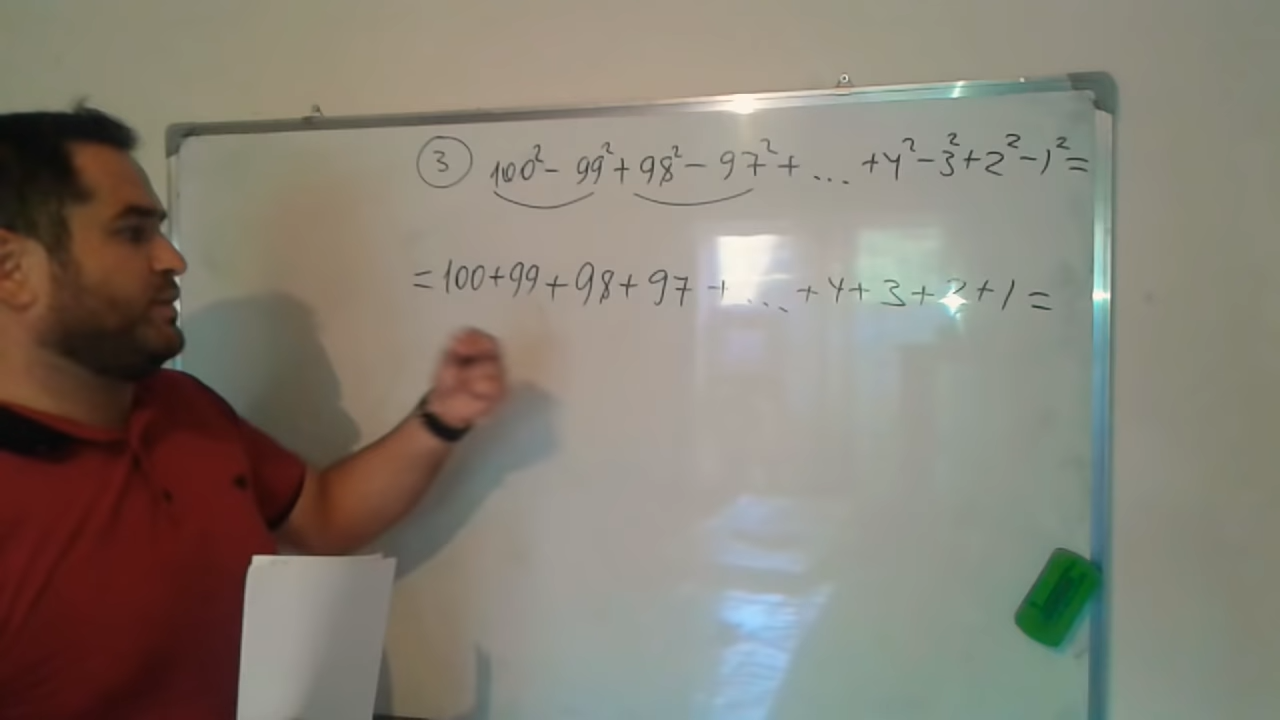 ③ 100² - 99² + 98² - 97² + ... + 4² - 3² + 2² - 1² =
= 100 + 99 + 98 + 97 + ... + 4 + 3 + 2 + 1 =